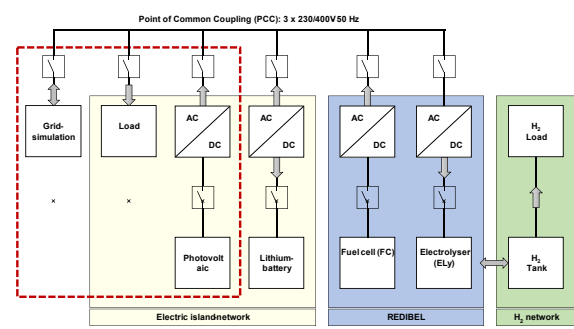 Point of Common Coupling (PCC): 3 x 230/400V 50 Hz
Grid-
simulation
Load
AC
DC
AC
DC
AC
DC
AC
DC
H2
Load
Photovolt
aic
Lithium-
battery
Fuel cell (FC)
Electrolyser
(ELy)
H2
Tank
Electric island-network
REDIBEL
H2 network